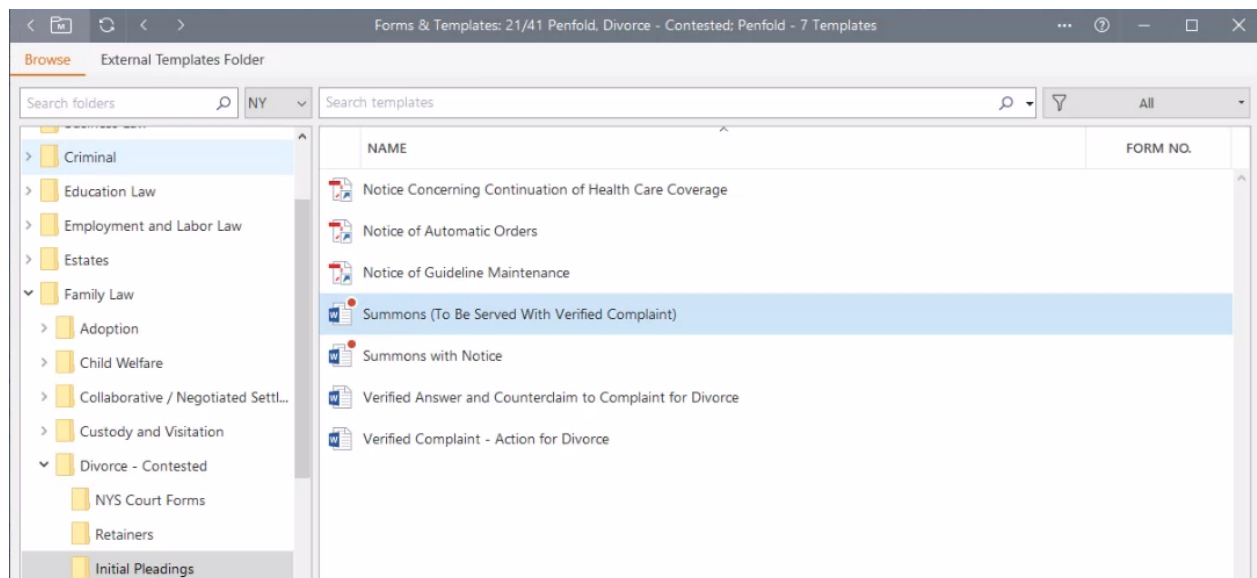 Forms & Templates: 21/41 Penfold, Divorce - Contested; Penfold - 7 Templates
Browse
External Templates Folder
Search folders
NY
Search templates
All
Criminal
Education Law
Employment and Labor Law
Estates
Family Law
Adoption
Child Welfare
Collaborative / Negotiated Settl...
Custody and Visitation
Divorce - Contested
NYS Court Forms
Retainers
Initial Pleadings
NAME
FORM NO.
Notice Concerning Continuation of Health Care Coverage
Notice of Automatic Orders
Notice of Guideline Maintenance
Summons (To Be Served With Verified Complaint)
Summons with Notice
Verified Answer and Counterclaim to Complaint for Divorce
Verified Complaint - Action for Divorce